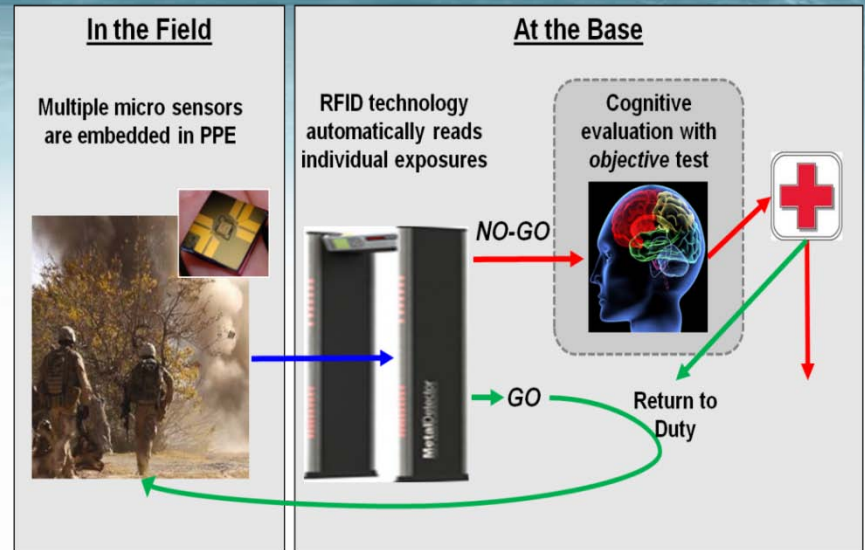 In the Field
Multiple micro sensors
are embedded in PPE
At the Base
RFID technology
automatically reads
individual exposures
Cognitive
evaluation with
objective test
NO-GO
MetalDetector
GO
Return to
Duty